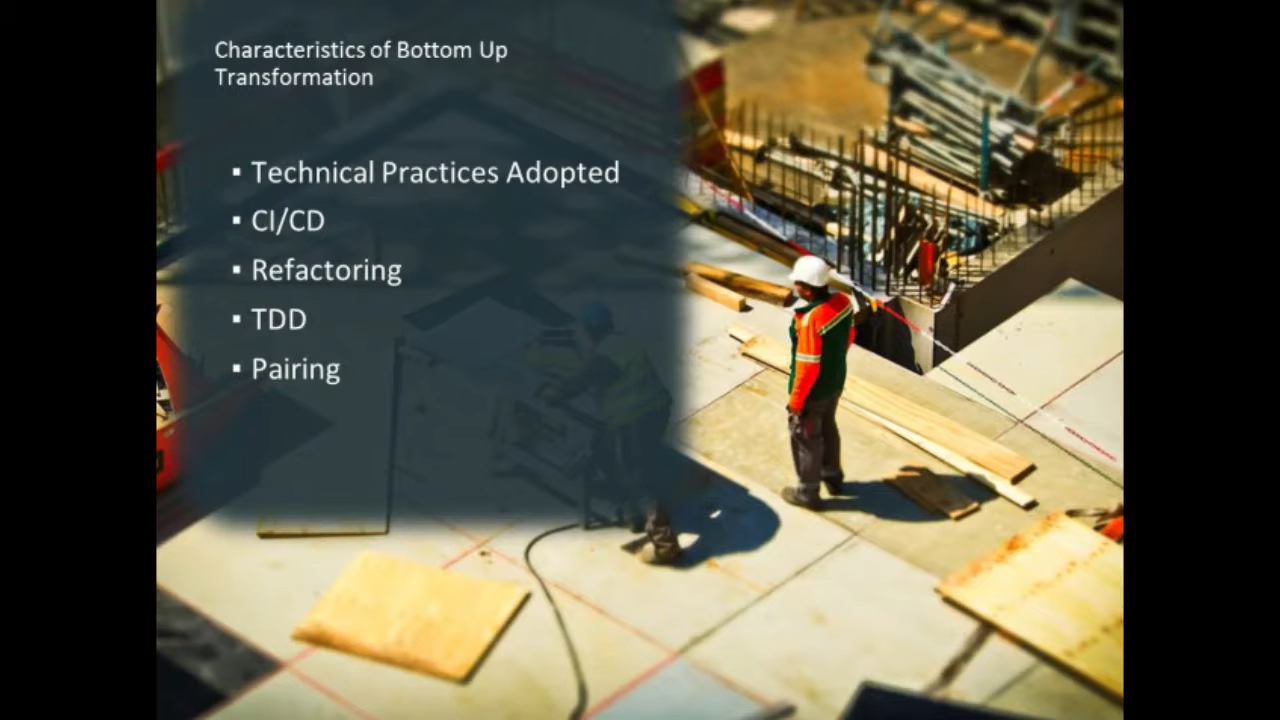 Characteristics of Bottom Up
Transformation
▪ Technical Practices Adopted
▪ CI/CD
▪ Refactoring
▪ TDD
▪ Pairing